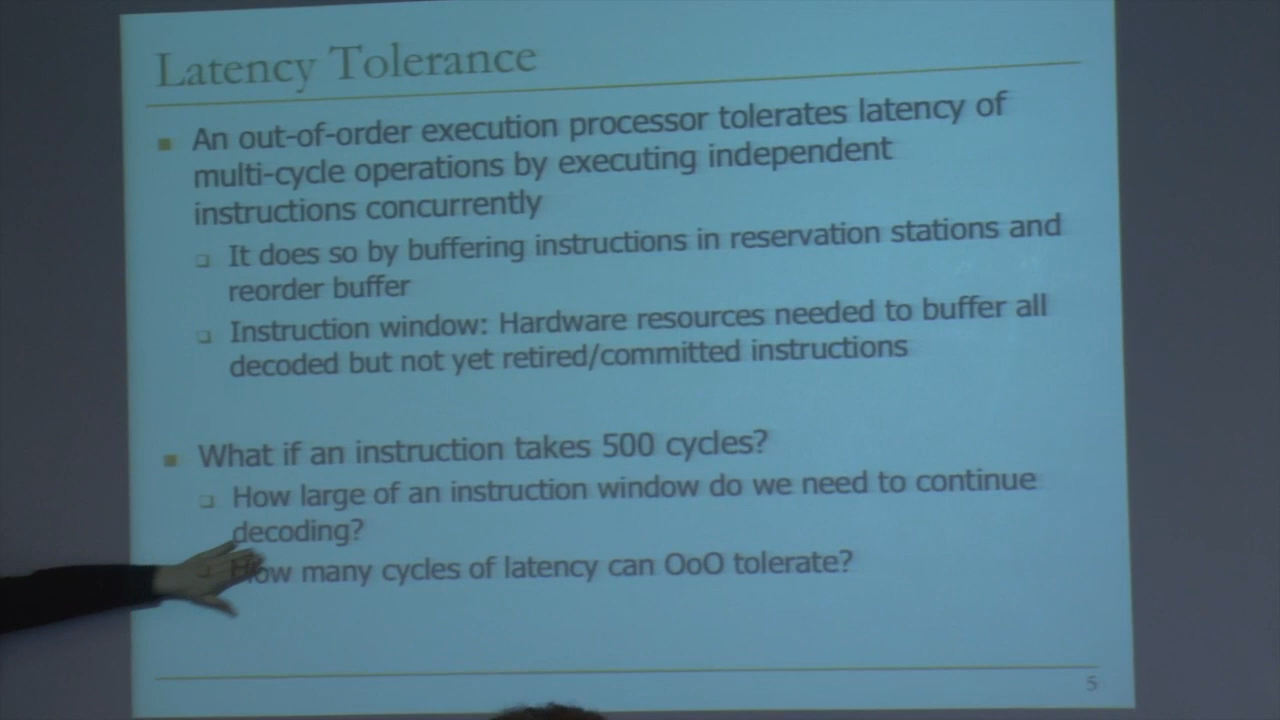 Latency Tolerance
An out-of-order execution processor tolerates latency of
multi-cycle operations by executing independent
instructions concurrently
It does so by buffering instructions in reservation stations and
reorder buffer
Instruction window: Hardware resources needed to buffer all
decoded but not yet retired/committed instructions
What if an instruction takes 500 cycles?
How large of an instruction window do we need to continue
decoding?
How many cycles of latency can OoO tolerate?
5